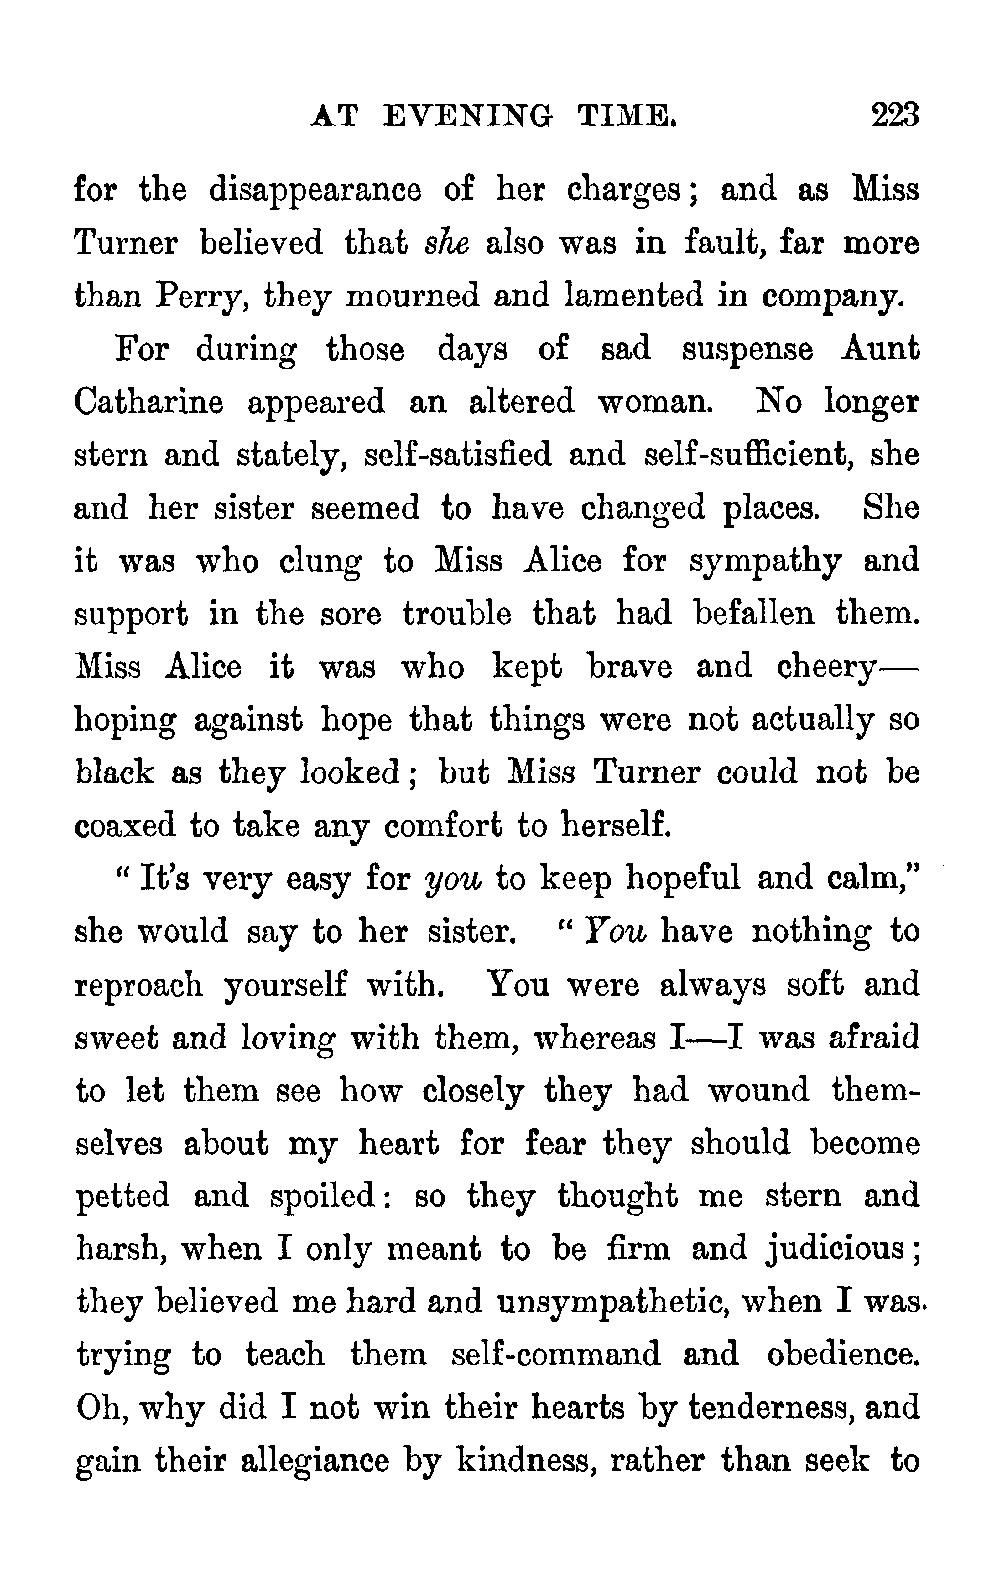 AT EVENING TIME. 223
for the disappearance of her charges; and as Miss
Turner believed that she also was in fault, far more
than Perry, they mourned and lamented in company.
For during those days of sad suspense Aunt
Catharine appeared an altered woman. No longer
stern and stately, self-satisfied and self-sufficient, she
and her sister seemed to have changed places. She
it was who clung to Miss Alice for sympathy and
support in the sore trouble that had befallen them.
Miss Alice it was who kept brave and cheery—
hoping against hope that things were not actually so
black as they looked; but Miss Turner could not be
coaxed to take any comfort to herself.
“ It’s very easy for you to keep hopeful and calm,”
she would say to her sister. “ You have nothing to
reproach yourself with. You were always soft and
sweet and loving with them, whereas I—I was afraid
to let them see how closely they had wound them-
selves about my heart for fear they should become
petted and spoiled: so they thought me stern and
harsh, when I only meant to be firm and judicious;
they believed me hard and unsympathetic, when I was.
trying to teach them self-command and obedience.
Oh, why did I not win their hearts by tenderness, and
gain their allegiance by kindness, rather than seek to